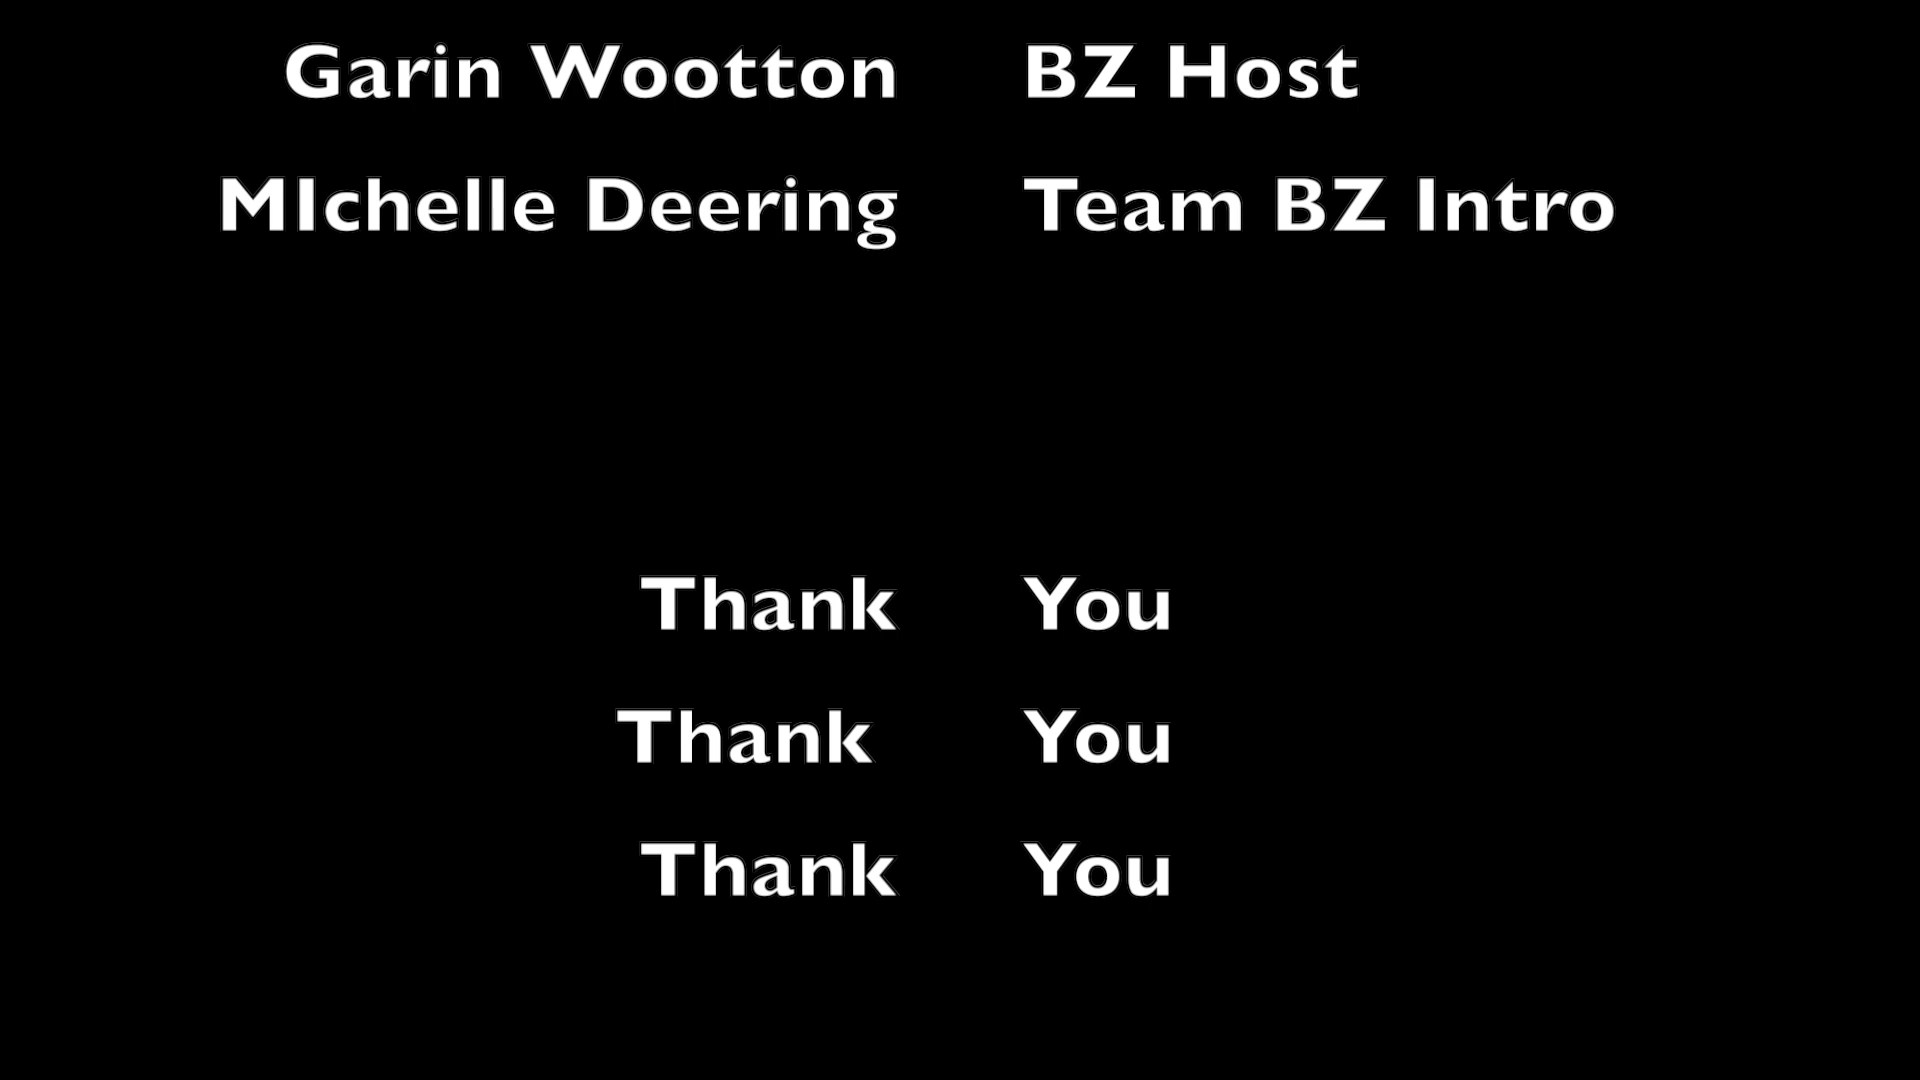 Garin Wootton BZ Host
MIchelle Deering Team BZ Intro
Thank You
Thank You
Thank You